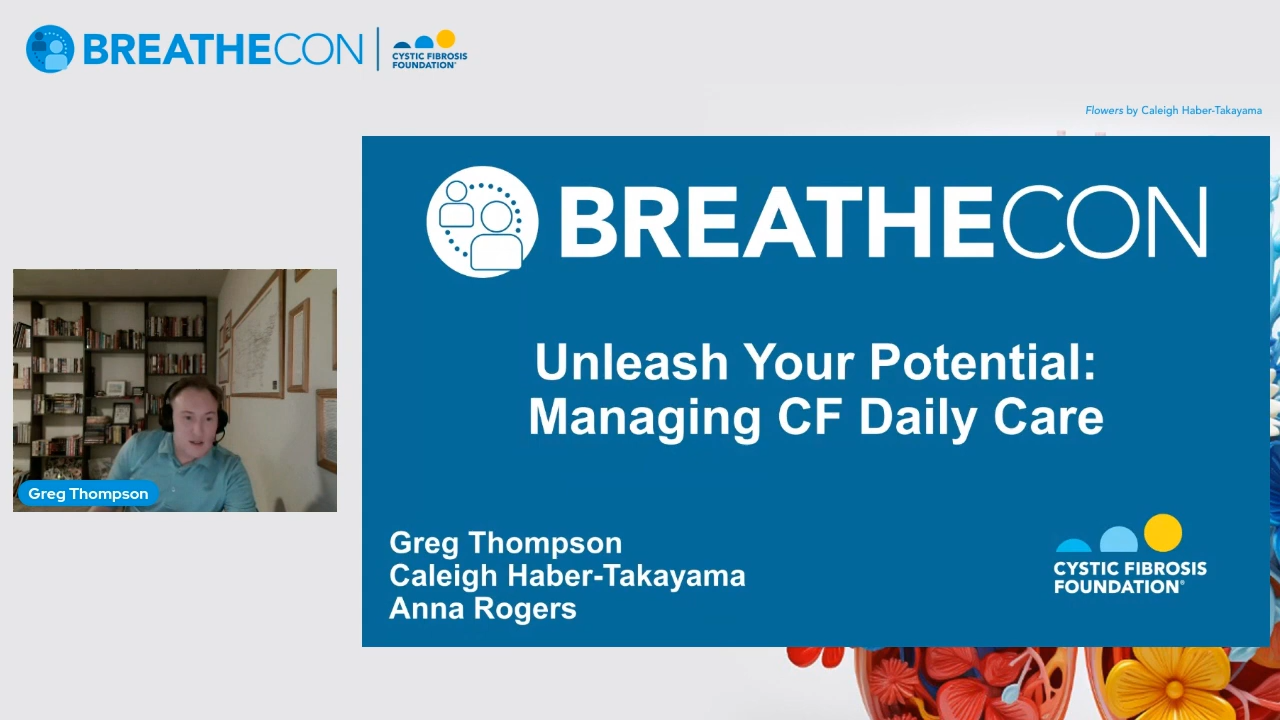 BREATHECON
CYSTIC FIBROSIS
FOUNDATION®
Flowers by Caleigh Haber-Takayama
BREATHECON
Unleash Your Potential:
Managing CF Daily Care
Greg Thompson
Greg Thompson
Caleigh Haber-Takayama
Anna Rogers
CYSTIC FIBROSIS
FOUNDATION®